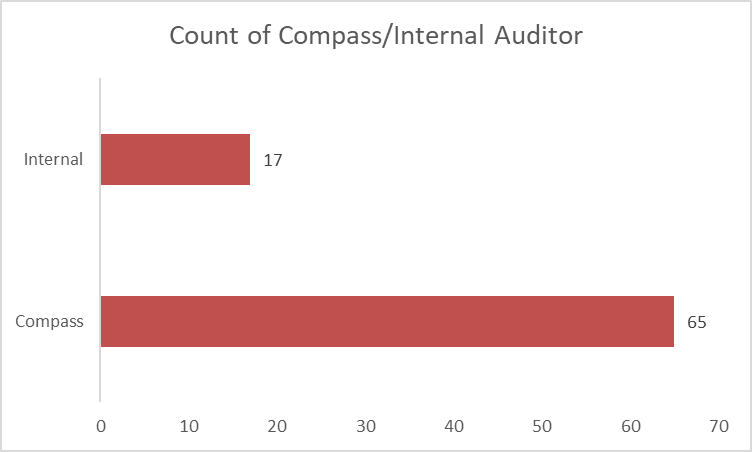 Count of Compass/Internal Auditor
Internal
17
Compass
65
0 10 20 30 40 50 60 70